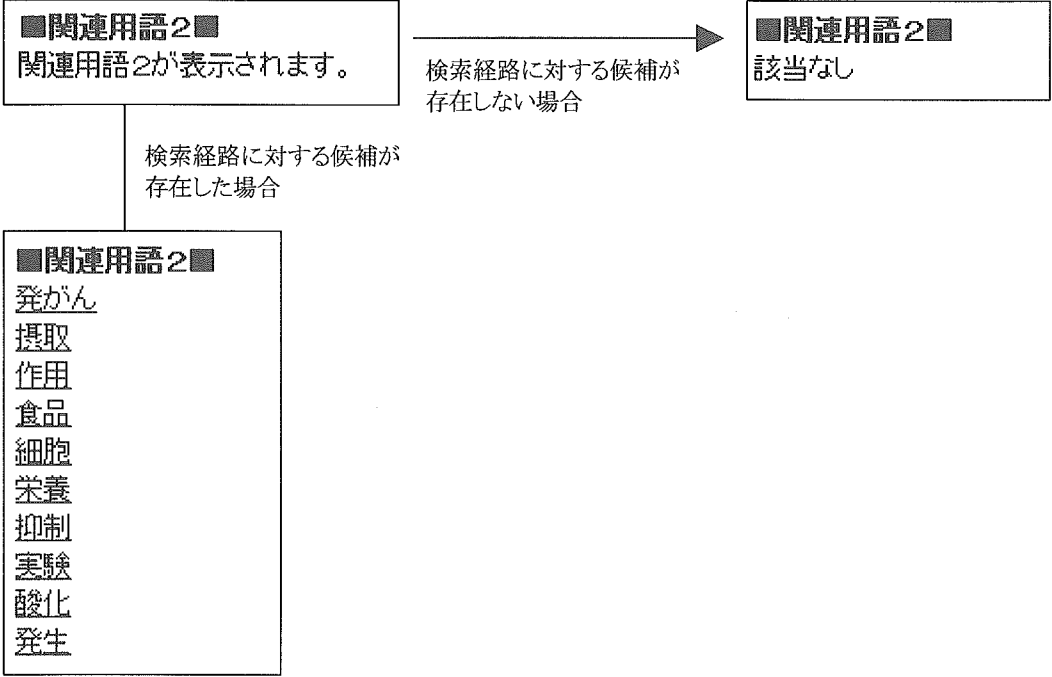 ■関連用語2■
関連用語2が表示されます。
検索経路に対する候補が
存在しない場合
■関連用語2■
該当なし
検索経路に対する候補が
存在した場合
■関連用語2■
発がん
摂取
作用
食品
細胞
栄養
抑制
実験
酸化
発生